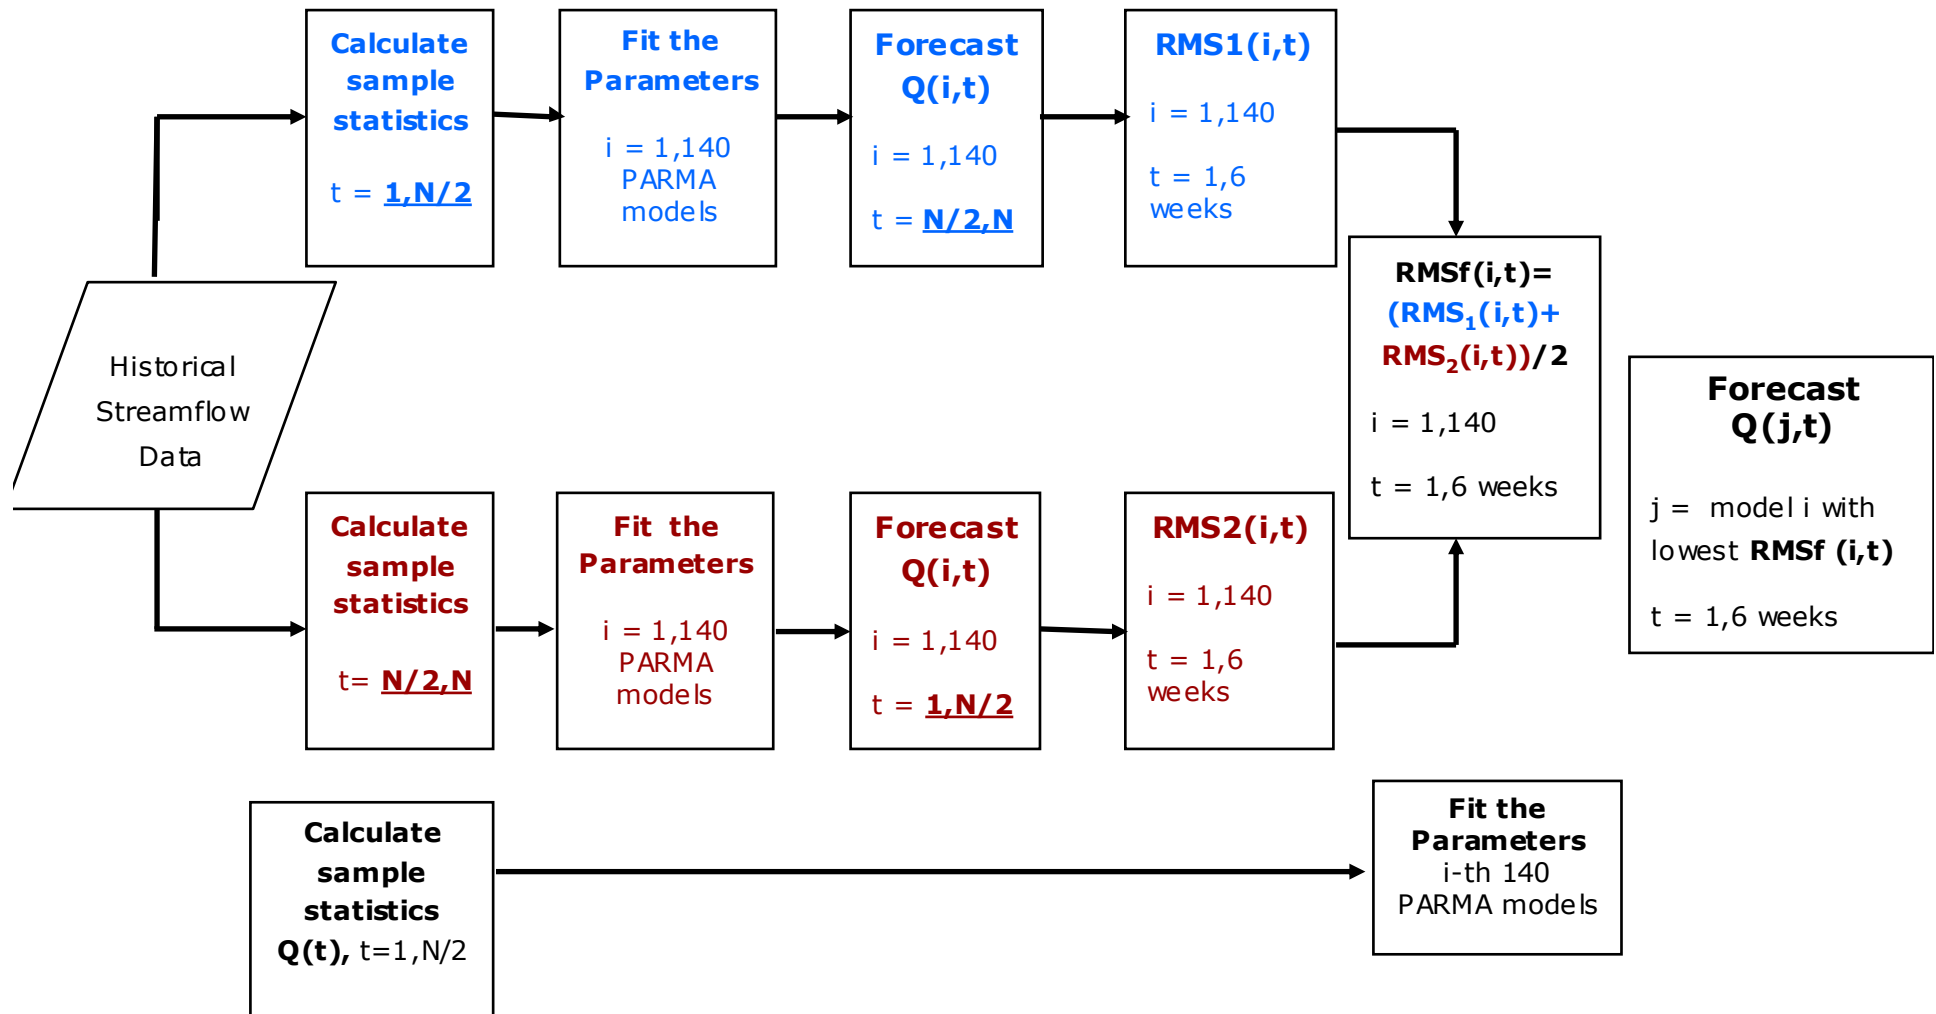 Calculate
sample
statistics
t = 1,N/2
Fit the
Parameters
i = 1,140
PARMA
models
Forecast
Q(i,t)
i = 1,140
t = N/2,N
RMS1(i,t)
i = 1,140
t = 1,6
weeks
Historical
Streamflow
Data
RMSf(i,t)=
(RMS1(i,t)+
RMS2(i,t))/2
i = 1,140
t = 1,6 weeks
Forecast
Q(j,t)
j = model i with
lowest RMSf (i,t)
t = 1,6 weeks
Calculate
sample
statistics
t= N/2,N
Fit the
Parameters
i = 1,140
PARMA
models
Forecast
Q(i,t)
i = 1,140
t = 1,N/2
RMS2(i,t)
i = 1,140
t = 1,6
weeks
Calculate
sample
statistics
Q(t), t=1,N/2
Fit the
Parameters
i-th 140
PARMA models